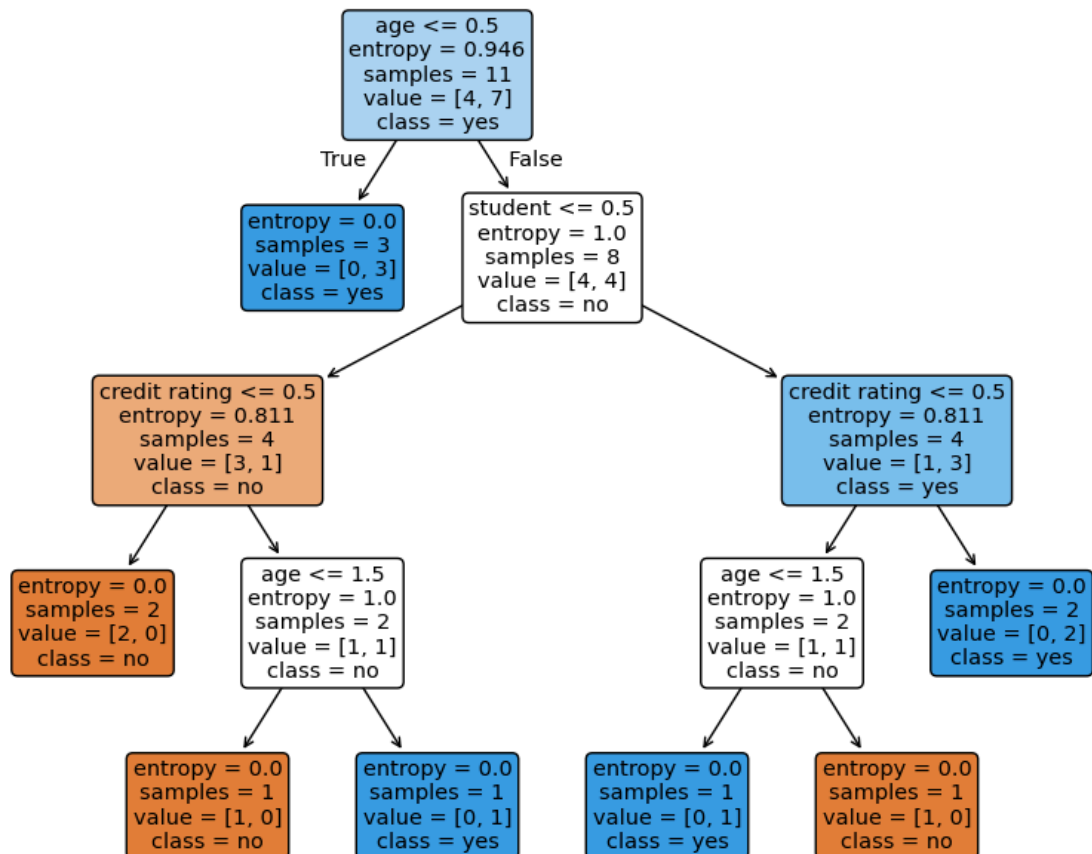 age <= 0.5
entropy = 0.946
samples = 11
value = [4, 7]
class = yes
True
False
entropy = 0.0
samples = 3
value = [0, 3]
class = yes
student <= 0.5
entropy = 1.0
samples = 8
value = [4, 4]
class = no
credit rating <= 0.5
entropy = 0.811
samples = 4
value = [3, 1]
class = no
credit rating <= 0.5
entropy = 0.811
samples = 4
value = [1, 3]
class = yes
entropy = 0.0
samples = 2
value = [2, 0]
class = no
age <= 1.5
entropy = 1.0
samples = 2
value = [1, 1]
class = no
age <= 1.5
entropy = 1.0
samples = 2
value = [1, 1]
class = no
entropy = 0.0
samples = 2
value = [0, 2]
class = yes
entropy = 0.0
samples = 1
value = [1, 0]
class = no
entropy = 0.0
samples = 1
value = [0, 1]
class = yes
entropy = 0.0
samples = 1
value = [0, 1]
class = yes
entropy = 0.0
samples = 1
value = [1, 0]
class = no